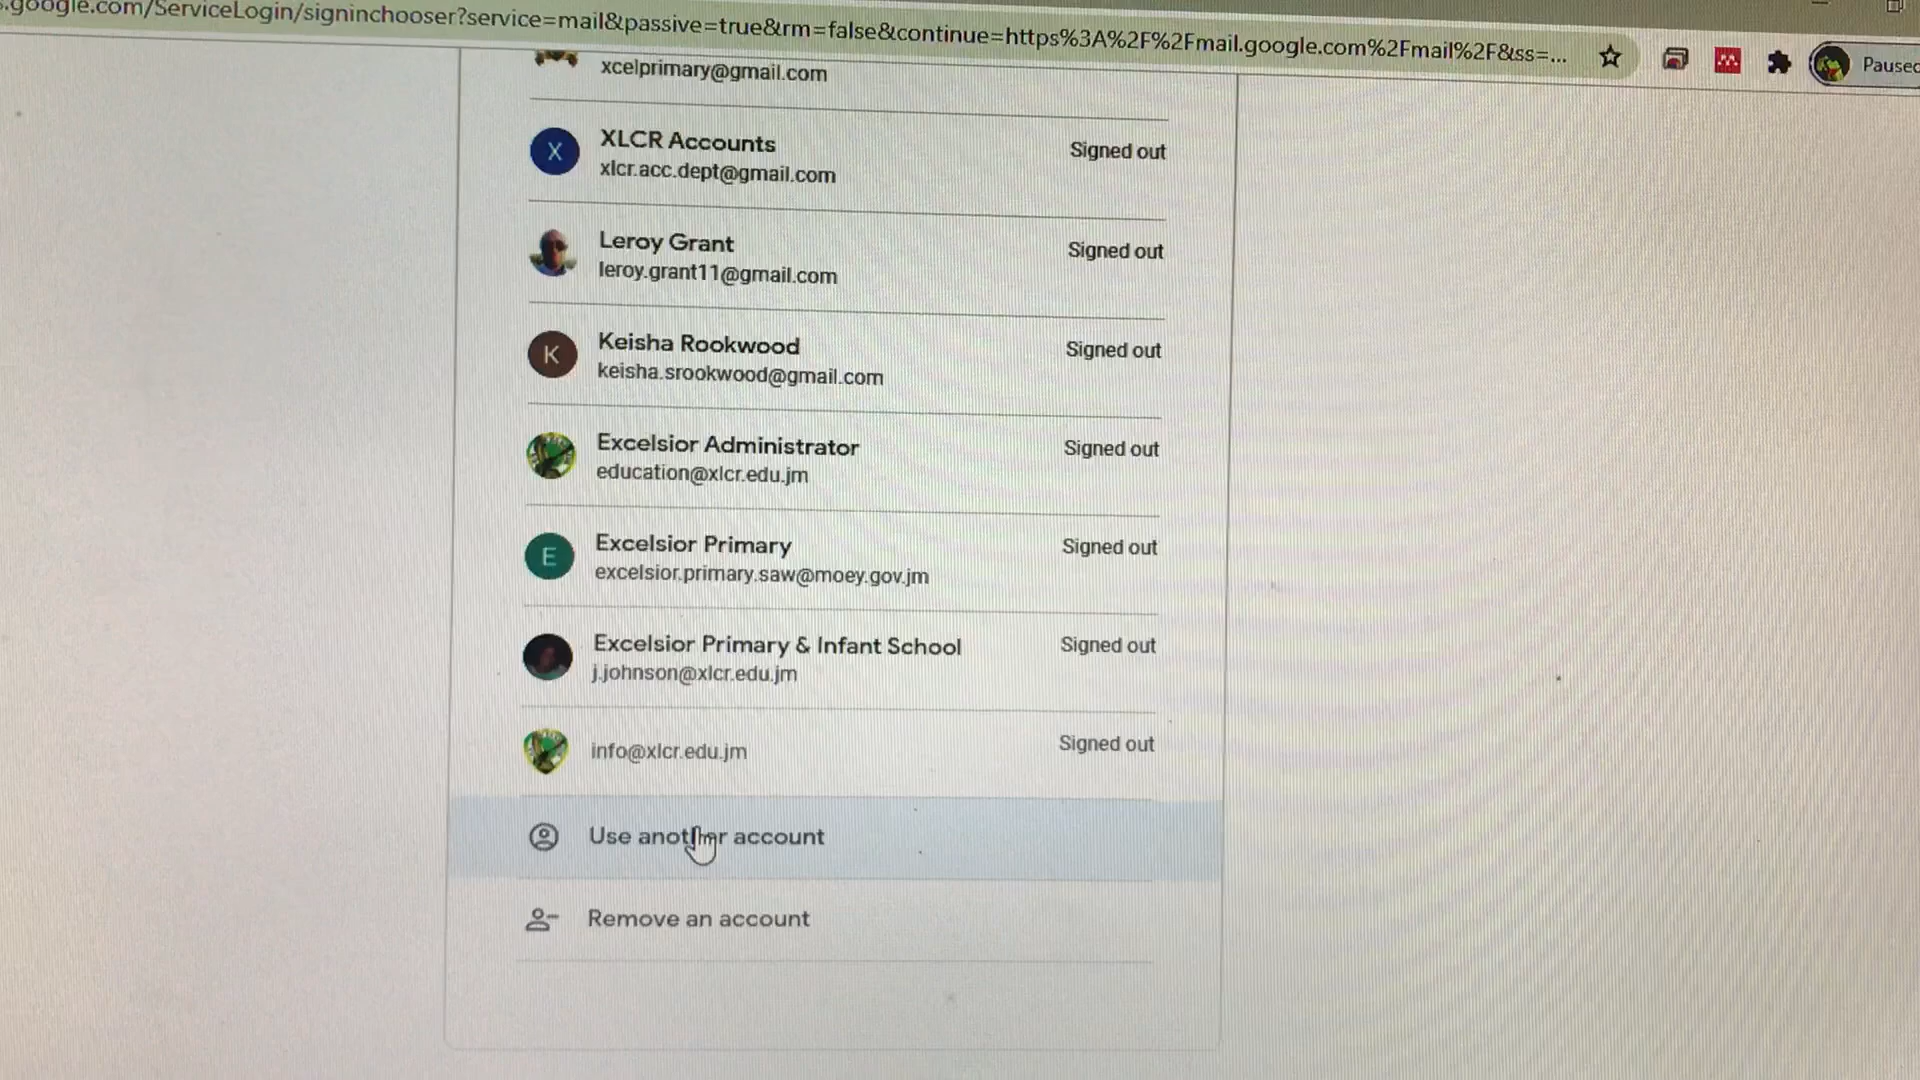 s.google.com/ServiceLogin/signinchooser?service=mail&passive=true&rm=false&continue=https%3A%2F%2Fmail.google.com%2Fmail%2F&ss=...
Paused
xcelprimary@gmail.com
X
XLCR Accounts
xlcr.acc.dept@gmail.com
Signed out
Leroy Grant
leroy.grant11@gmail.com
Signed out
K
Keisha Rookwood
keisha.srookwood@gmail.com
Signed out
Excelsior Administrator
education@xlcr.edu.jm
Signed out
E
Excelsior Primary
excelsior.primary.saw@moey.gov.jm
Signed out
Excelsior Primary & Infant School
j.johnson@xlcr.edu.jm
Signed out
info@xlcr.edu.jm
Signed out
Use another account
Remove an account